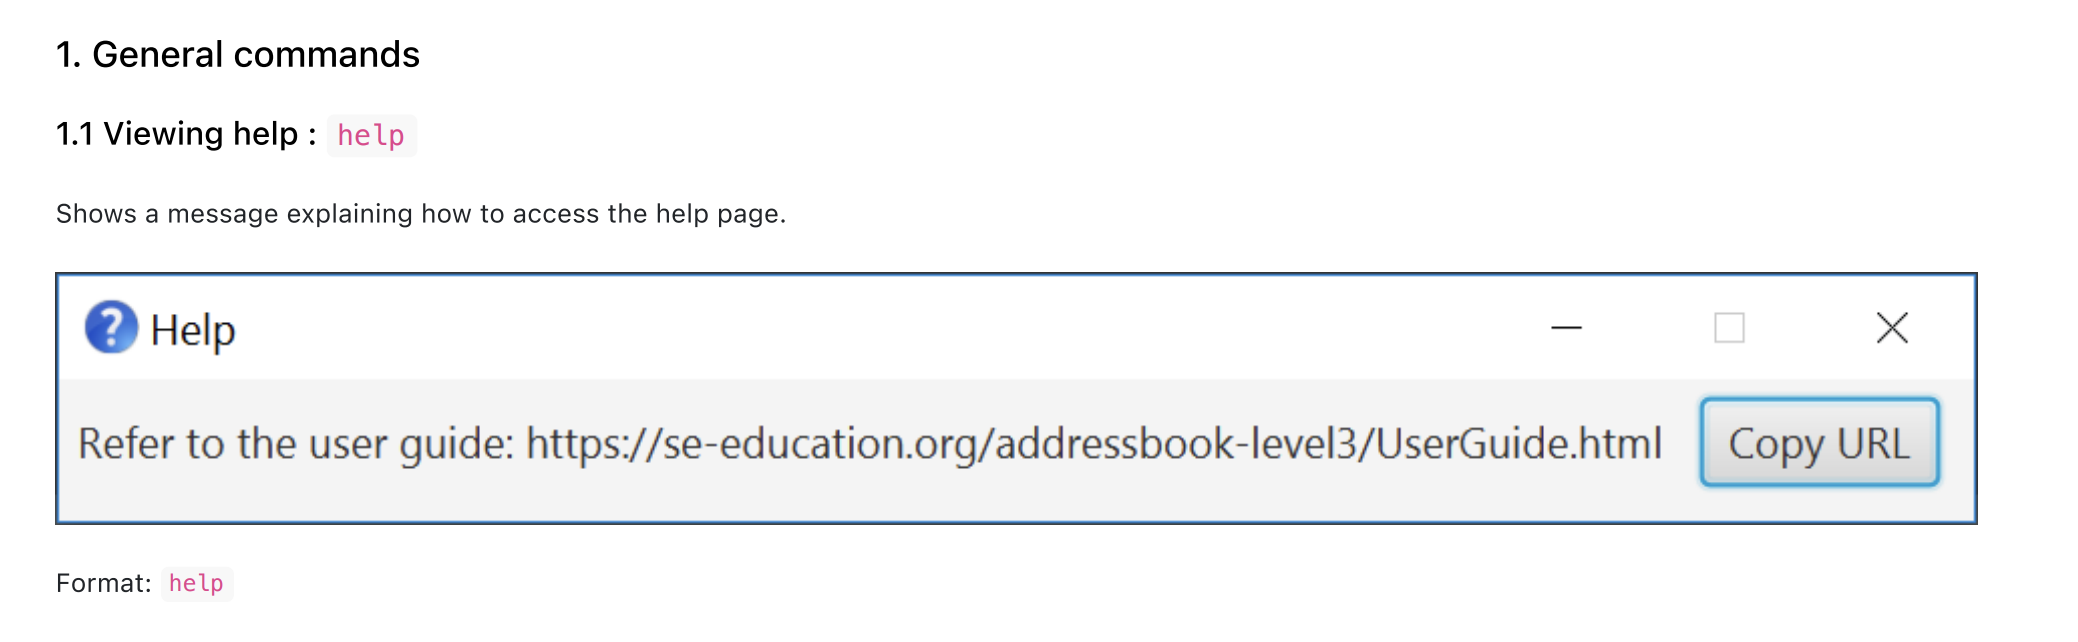 1. General commands
1.1 Viewing help : help
Shows a message explaining how to access the help page.
Help
Refer to the user guide: https://se-education.org/addressbook-level3/UserGuide.html Copy URL
Format: help